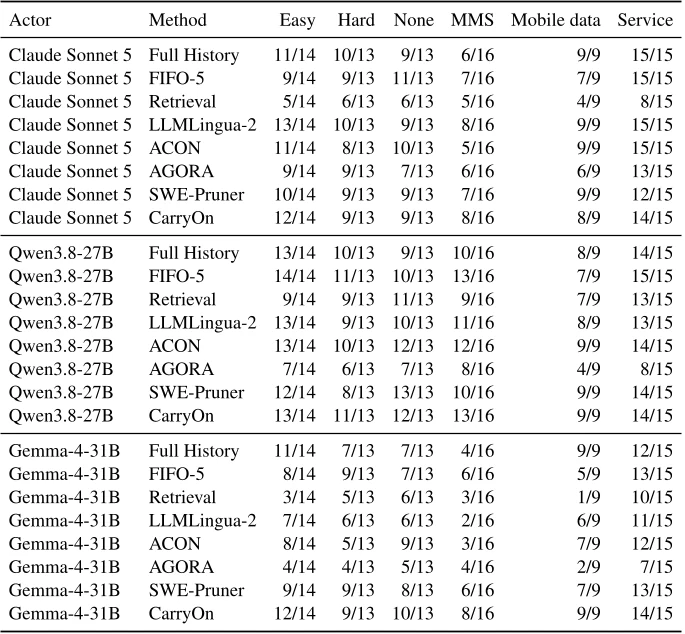 Actor Method Easy Hard None MMS Mobile data Service
Claude Sonnet 5 Full History 11/14 10/13 9/13 6/16 9/9 15/15
Claude Sonnet 5 FIFO-5 9/14 9/13 11/13 7/16 7/9 15/15
Claude Sonnet 5 Retrieval 5/14 6/13 6/13 5/16 4/9 8/15
Claude Sonnet 5 LLMLingua-2 13/14 10/13 9/13 8/16 9/9 15/15
Claude Sonnet 5 ACON 11/14 8/13 10/13 5/16 9/9 15/15
Claude Sonnet 5 AGORA 9/14 9/13 7/13 6/16 6/9 13/15
Claude Sonnet 5 SWE-Pruner 10/14 9/13 9/13 7/16 9/9 12/15
Claude Sonnet 5 CarryOn 12/14 9/13 9/13 8/16 8/9 14/15
Qwen3.8-27B Full History 13/14 10/13 9/13 10/16 8/9 14/15
Qwen3.8-27B FIFO-5 14/14 11/13 10/13 13/16 7/9 15/15
Qwen3.8-27B Retrieval 9/14 9/13 11/13 9/16 7/9 13/15
Qwen3.8-27B LLMLingua-2 13/14 9/13 10/13 11/16 8/9 13/15
Qwen3.8-27B ACON 13/14 10/13 12/13 12/16 9/9 14/15
Qwen3.8-27B AGORA 7/14 6/13 7/13 8/16 4/9 8/15
Qwen3.8-27B SWE-Pruner 12/14 8/13 13/13 10/16 9/9 14/15
Qwen3.8-27B CarryOn 13/14 11/13 12/13 13/16 9/9 14/15
Gemma-4-31B Full History 11/14 7/13 7/13 4/16 9/9 12/15
Gemma-4-31B FIFO-5 8/14 9/13 7/13 6/16 5/9 13/15
Gemma-4-31B Retrieval 3/14 5/13 6/13 3/16 1/9 10/15
Gemma-4-31B LLMLingua-2 7/14 6/13 6/13 2/16 6/9 11/15
Gemma-4-31B ACON 8/14 5/13 9/13 3/16 7/9 12/15
Gemma-4-31B AGORA 4/14 4/13 5/13 4/16 2/9 7/15
Gemma-4-31B SWE-Pruner 9/14 9/13 8/13 6/16 7/9 13/15
Gemma-4-31B CarryOn 12/14 9/13 10/13 8/16 9/9 14/15